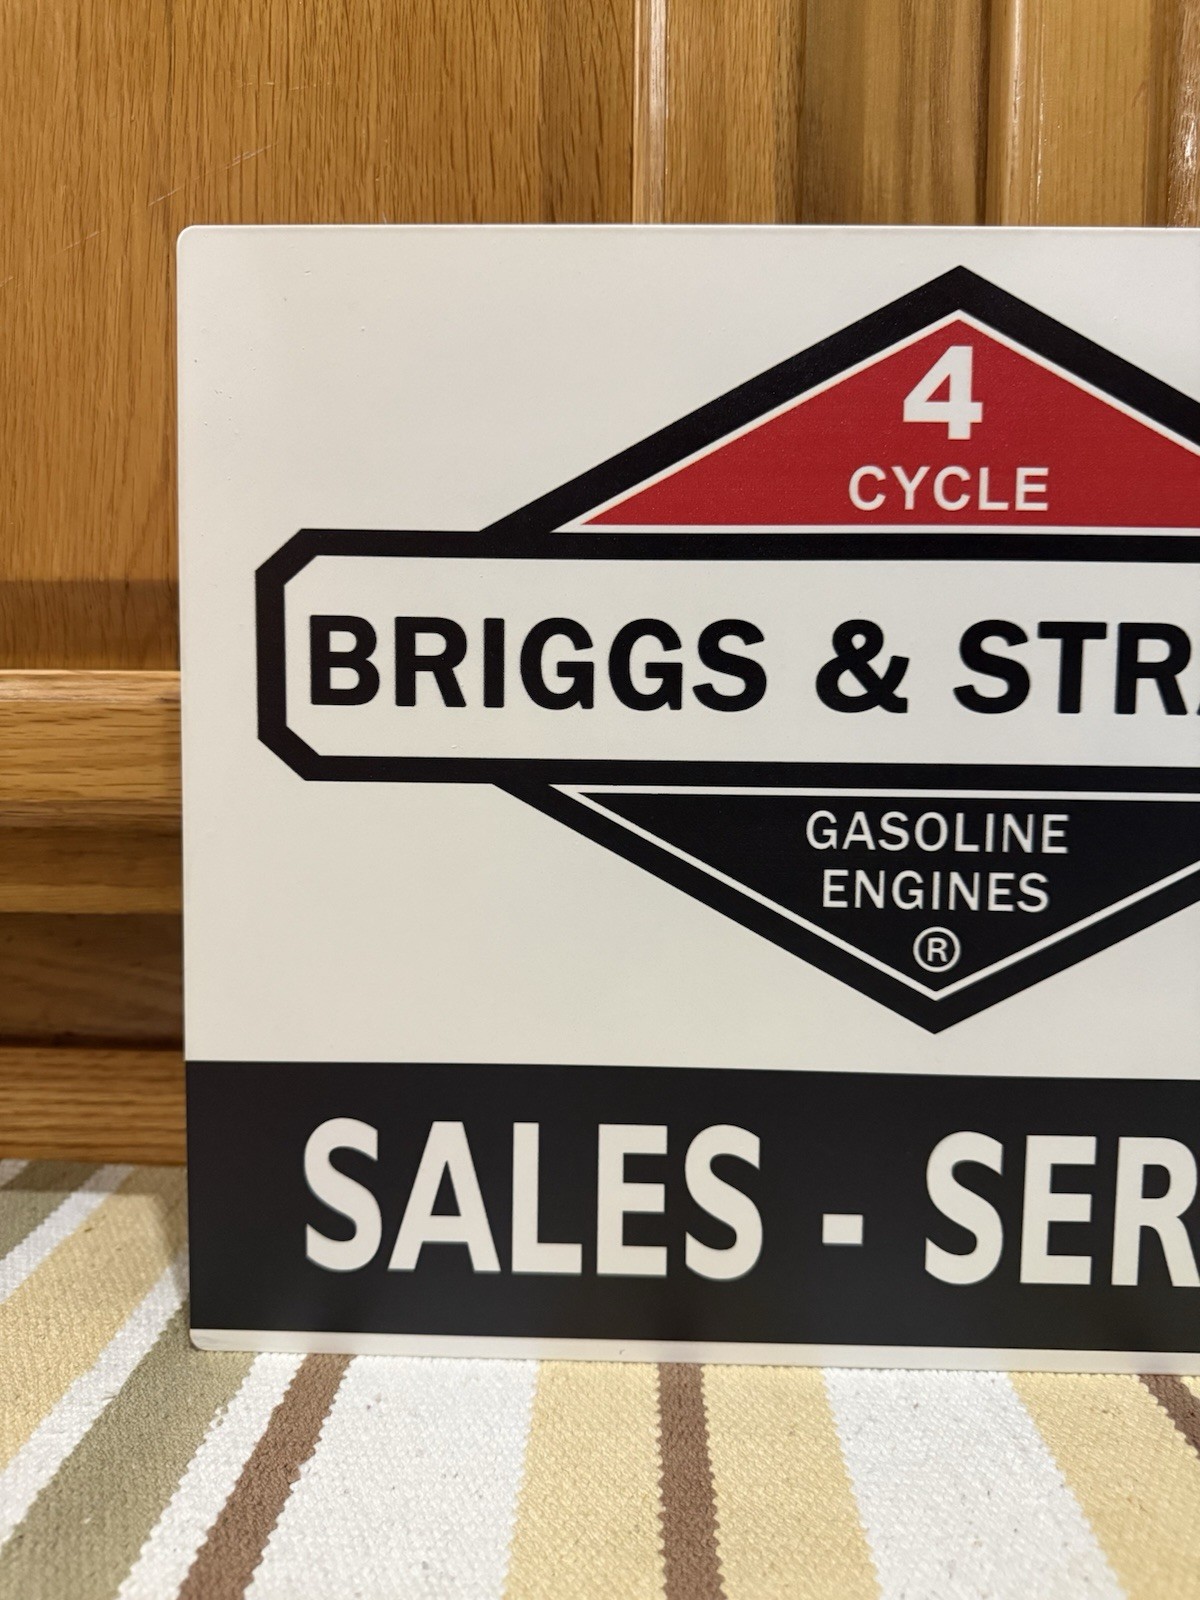 4
CYCLE
BRIGGS & STR
GASOLINE
ENGINES
®
SALES - SER